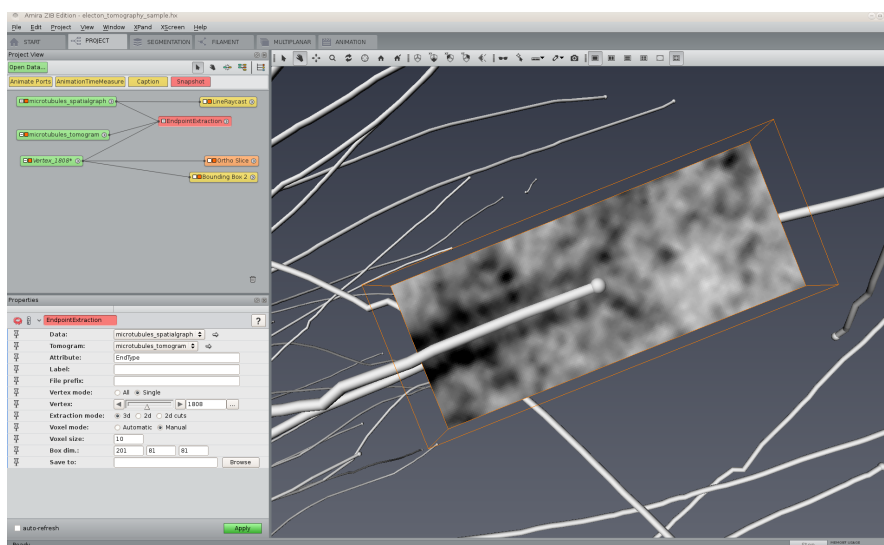 Amira ZIB Edition - electon_tomography_sample.hx
File Edit Project View Window XPand XScreen Help
START PROJECT SEGMENTATION FILAMENT MULTIPLANAR ANIMATION
Project View
Open Data...
Animate Ports AnimationTimeMeasure Caption Snapshot
microtubules_spatialgraph LineRaycast
EndpointExtraction
microtubules_tomogram
Vertex_1808* Ortho Slice
Bounding Box 2
Properties
EndpointExtraction ?
Data: microtubules_spatialgraph
Tomogram: microtubules_tomogram
Attribute: EndType
Label:
File prefix:
Vertex mode: All Single
Vertex: 1808 ...
Extraction mode: 3d 2d 2d cuts
Voxel mode: Automatic Manual
Voxel size: 10
Box dim.: 201 81 81
Save to: Browse
auto-refresh Apply
Ready